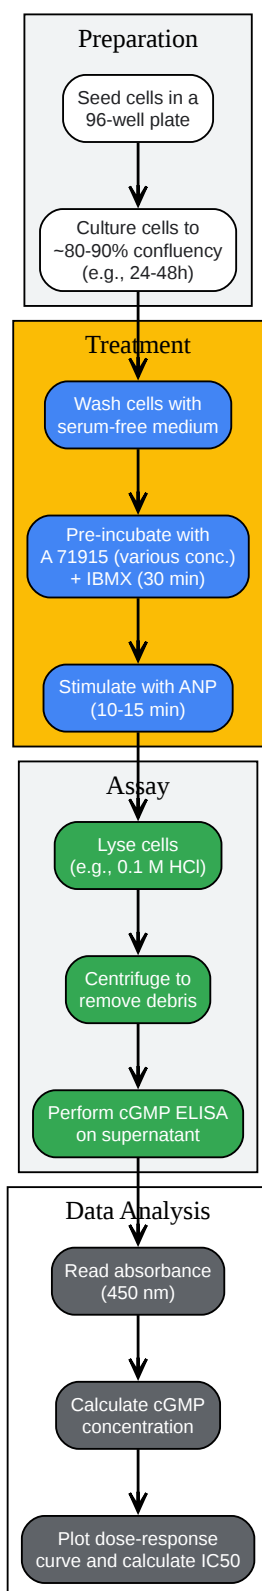 Preparation
Seed cells in a
96-well plate
Culture cells to
~80-90% confluency
(e.g., 24-48h)
Treatment
Wash cells with
serum-free medium
Pre-incubate with
A 71915 (various conc.)
+ IBMX (30 min)
Stimulate with ANP
(10-15 min)
Assay
Lyse cells
(e.g., 0.1 M HCl)
Centrifuge to
remove debris
Perform cGMP ELISA
on supernatant
Data Analysis
Read absorbance
(450 nm)
Calculate cGMP
concentration
Plot dose-response
curve and calculate IC50